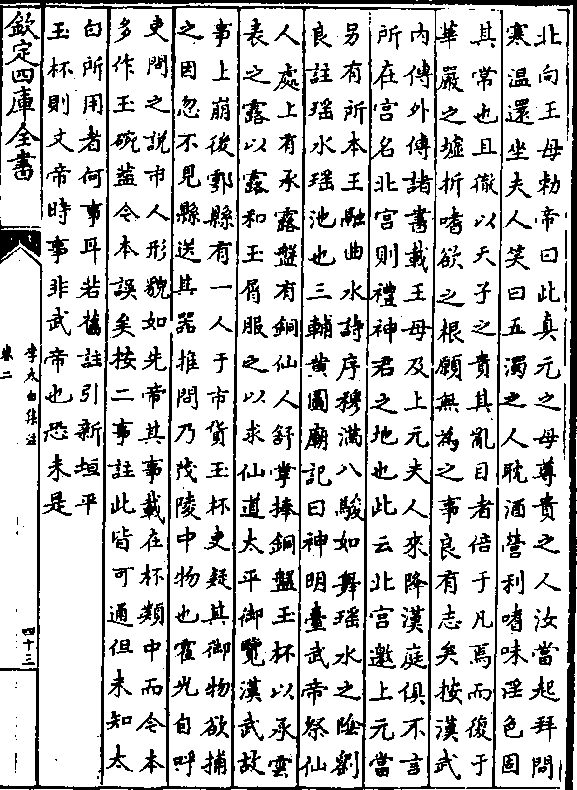 北向王母勅帝曰此真元之母尊貴之人汝當起拜問
寒温還坐夫人笑曰五濁之人耽酒營利嗜味淫色固
其常也且徹以天子之貴其亂目者倍于凡焉而復于
華嚴之墟折嗜欲之根願無為之事良有志矣按漢武
内傳外傳諸書載王母及上元夫人來降漢庭俱不言
所在宫名北宫則禮神君之地也此云北宫邀上元當
另有所本王融曲水詩序穆滿八駿如舞瑶水之陰劉
良註瑶水瑶池也三輔黄圖廟記曰神明臺武帝祭仙
人處上有承露盤有銅仙人舒掌捧銅盤玉杯以承雲
表之露以露和玉屑服之以求仙道太平御覽漢武故
事上崩後鄠縣有一人于市貨玉杯吏疑其御物欲捕
之因忽不見縣送其器推問乃茂陵中物也霍光自呼
吏問之說市人形貌如先帝其事載在杯類中而今本
多作玉碗蓋今本誤矣按二事註此皆可通但未知太
白所用者何事耳若舊註引新垣平
玉杯則文帝時事非武帝也恐未是
欽定四庫全書
李太白集注
卷二
四十三